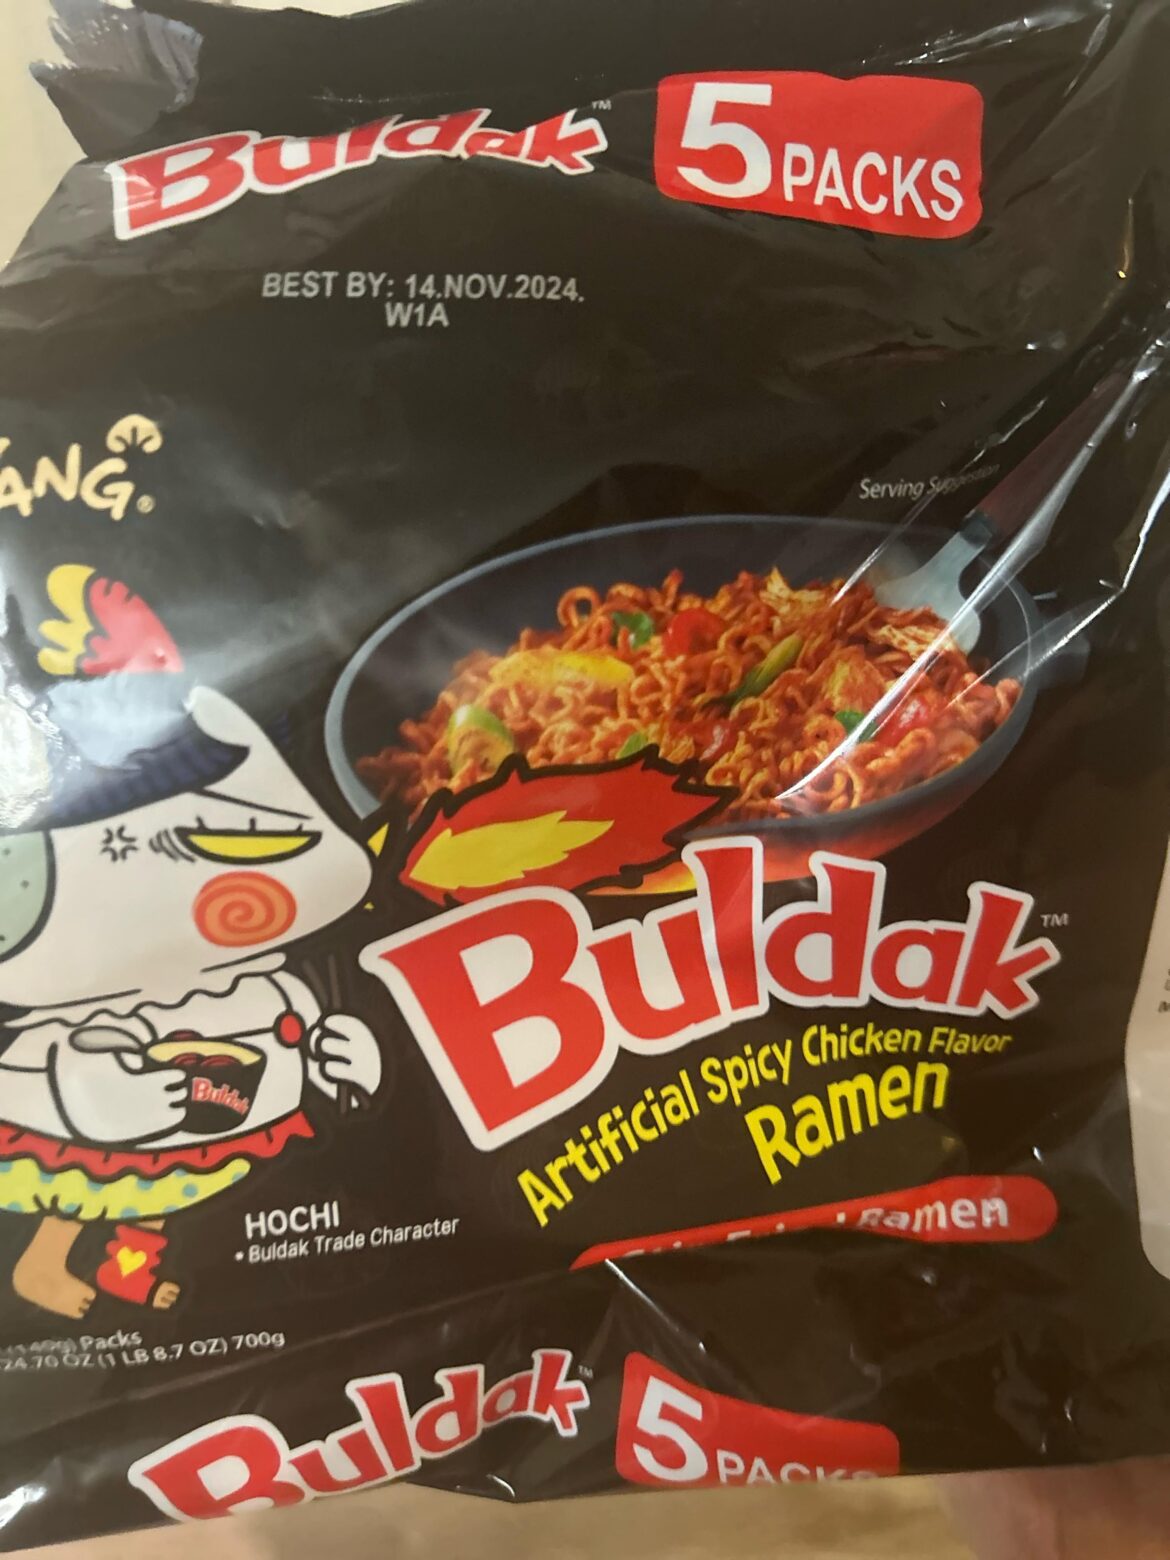 Buldak™
5 PACKS
BEST BY: 14.NOV.2024.
W1A
ANG®
Serving Suggestion
Buldak
Buldak™
Artificial Spicy Chicken Flavor
Ramen
Ramen
HOCHI
• Buldak Trade Character
(140g) Packs
24.70 OZ (1 LB 8.7 OZ) 700g
Buldak™
5 PACKS